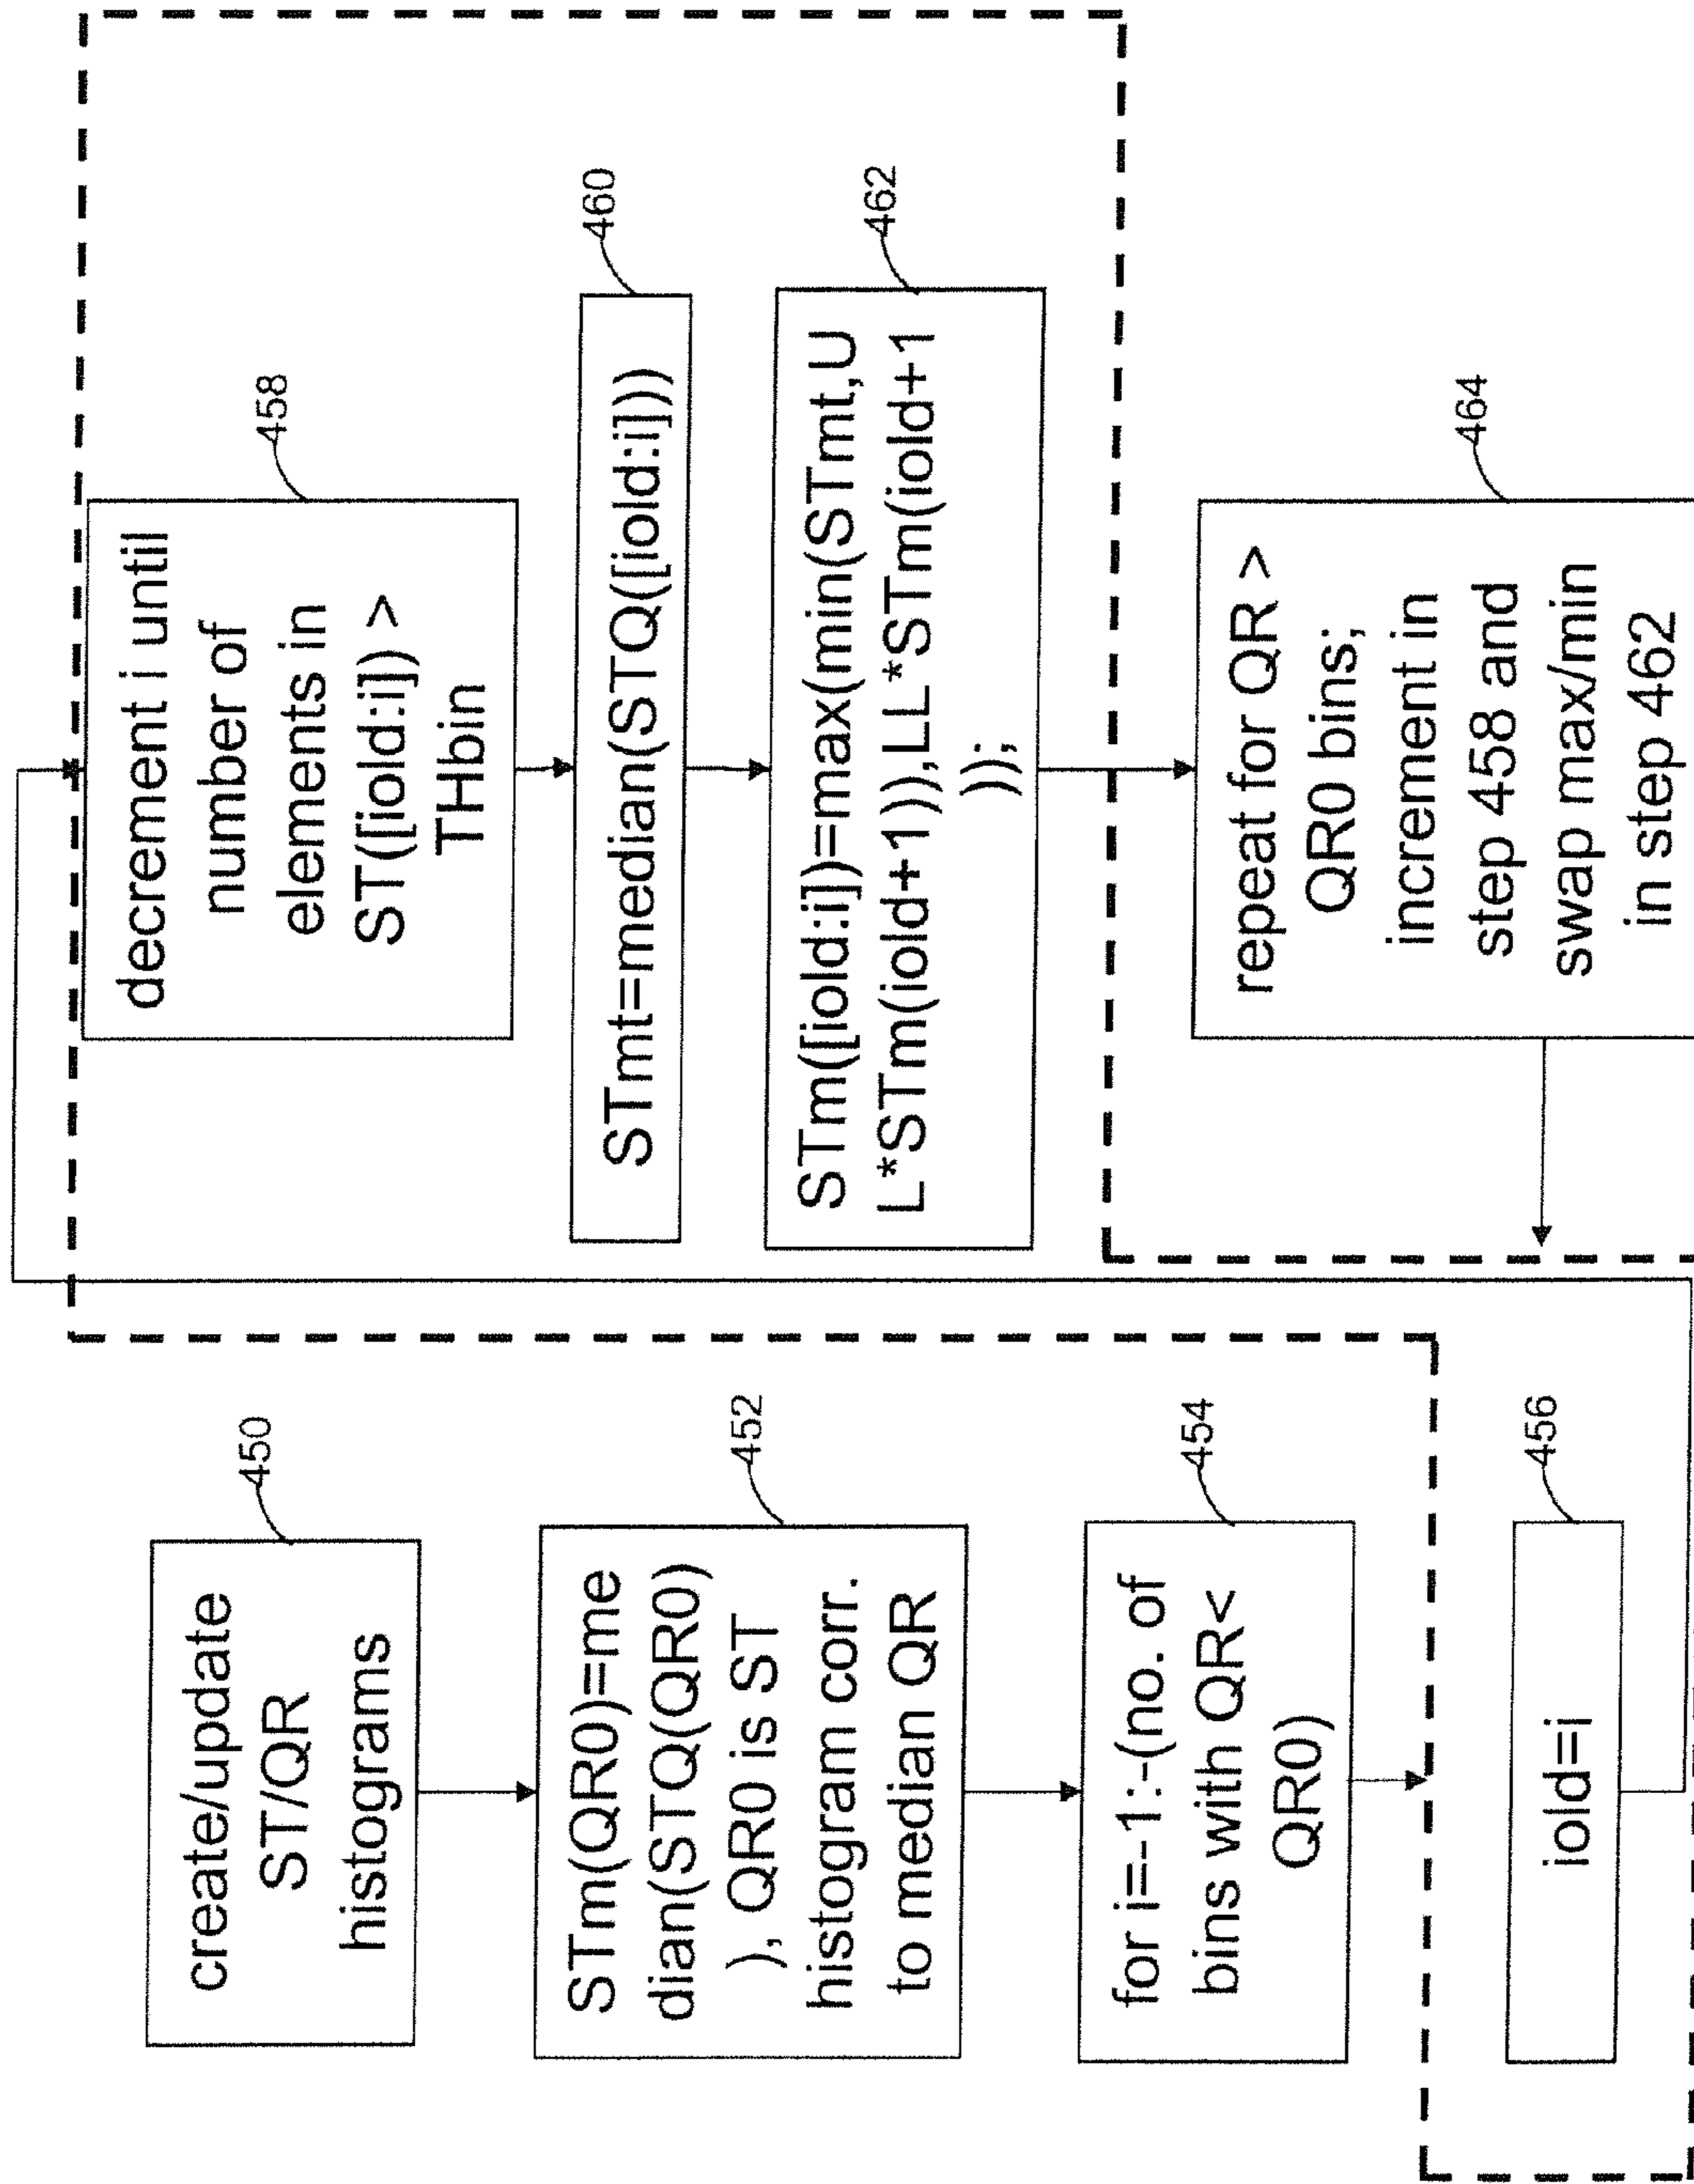 create/update
ST/QR
histograms
450
STm(QR0)=me
dian(STQ(QR0)
), QR0 is ST
histogram corr.
to median QR
452
for i=-1:-(no. of
bins with QR<
QR0)
454
iold=i
456
decrement i until
number of
elements in
ST([iold:i]) >
THbin
458
STmt=median(STQ([iold:i]))
460
STm([iold:i])=max(min(STmt,U
L*STm(iold+1)),LL*STm(iold+1
));
462
repeat for QR >
QR0 bins;
increment in
step 458 and
swap max/min
in step 462
464